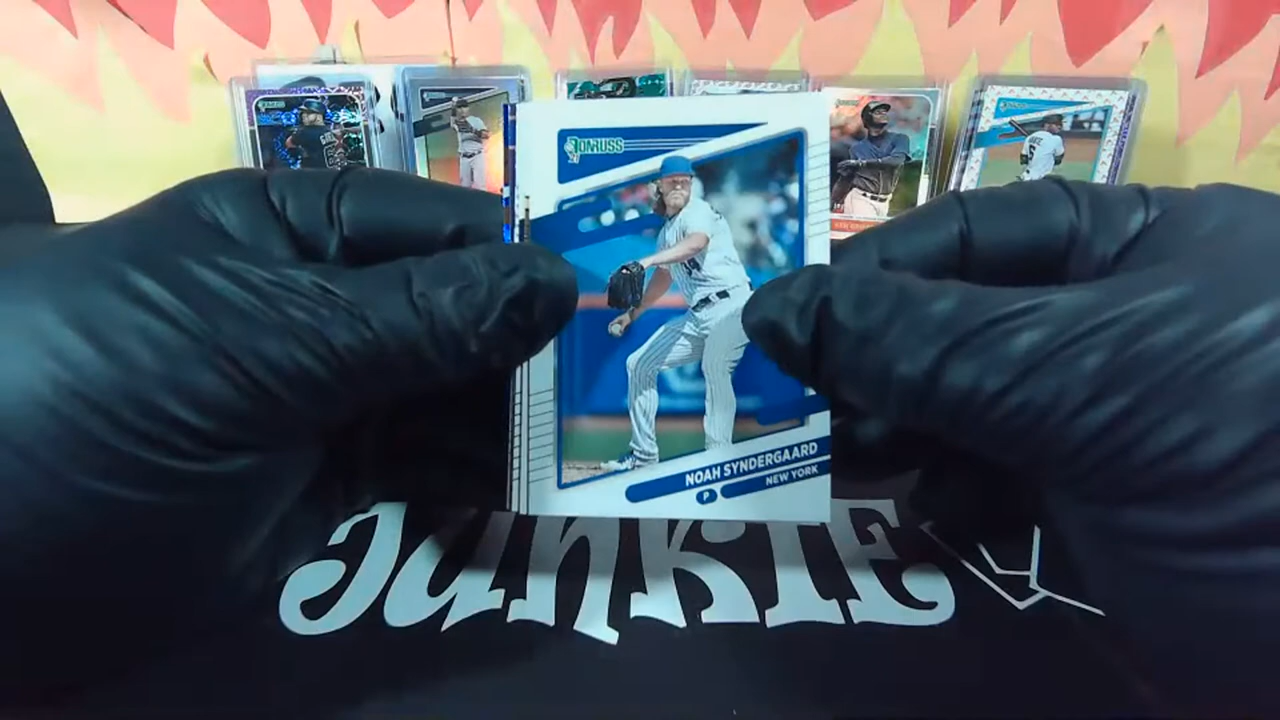 DONRUSS
NOAH SYNDERGAARD
P
NEW YORK
JUNKIE